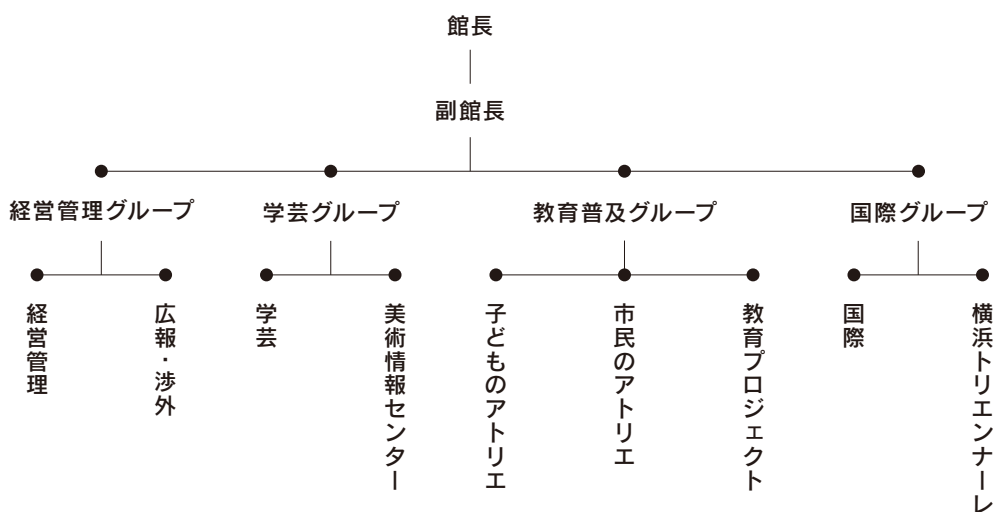 館長
副館長
経営管理グループ
学芸グループ
教育普及グループ
国際グループ
経営管理
広報・渉外
学芸
美術情報センター
子どものアトリエ
市民のアトリエ
教育プロジェクト
国際
横浜トリエンナーレ